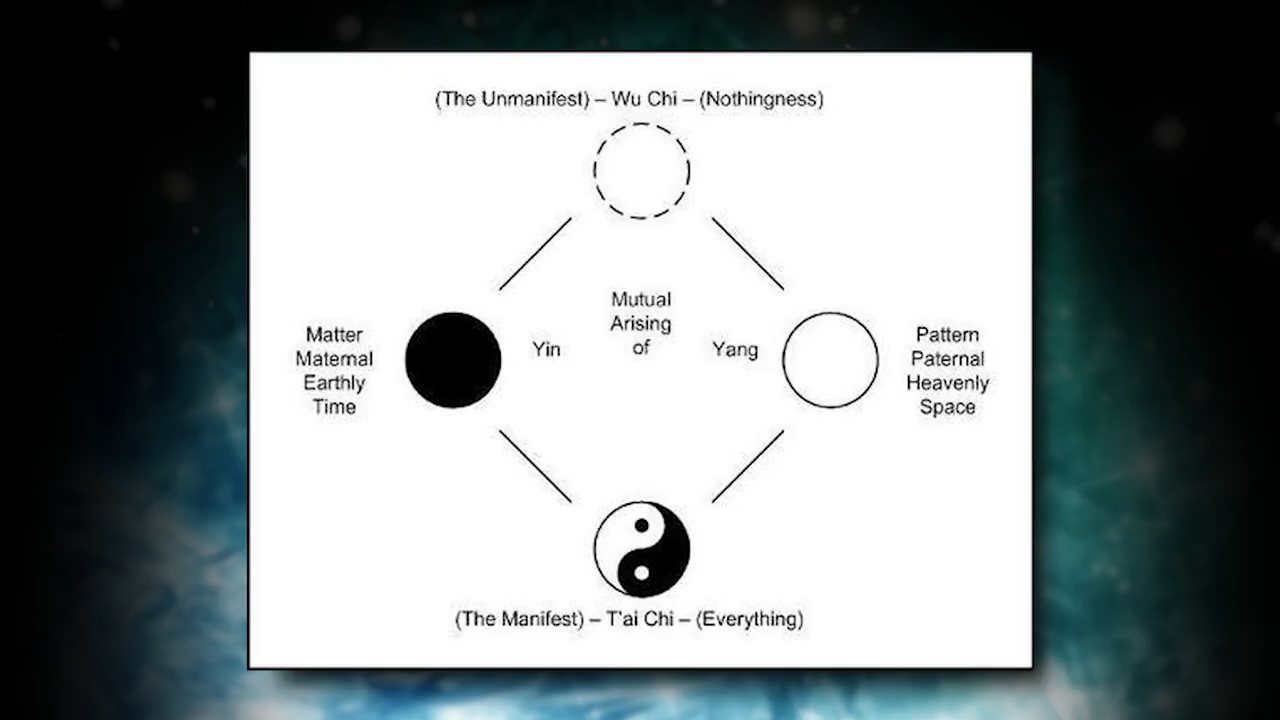 (The Unmanifest) – Wu Chi – (Nothingness)
Mutual
Arising
of
Yin
Yang
Matter
Maternal
Earthly
Time
Pattern
Paternal
Heavenly
Space
(The Manifest) – T'ai Chi – (Everything)